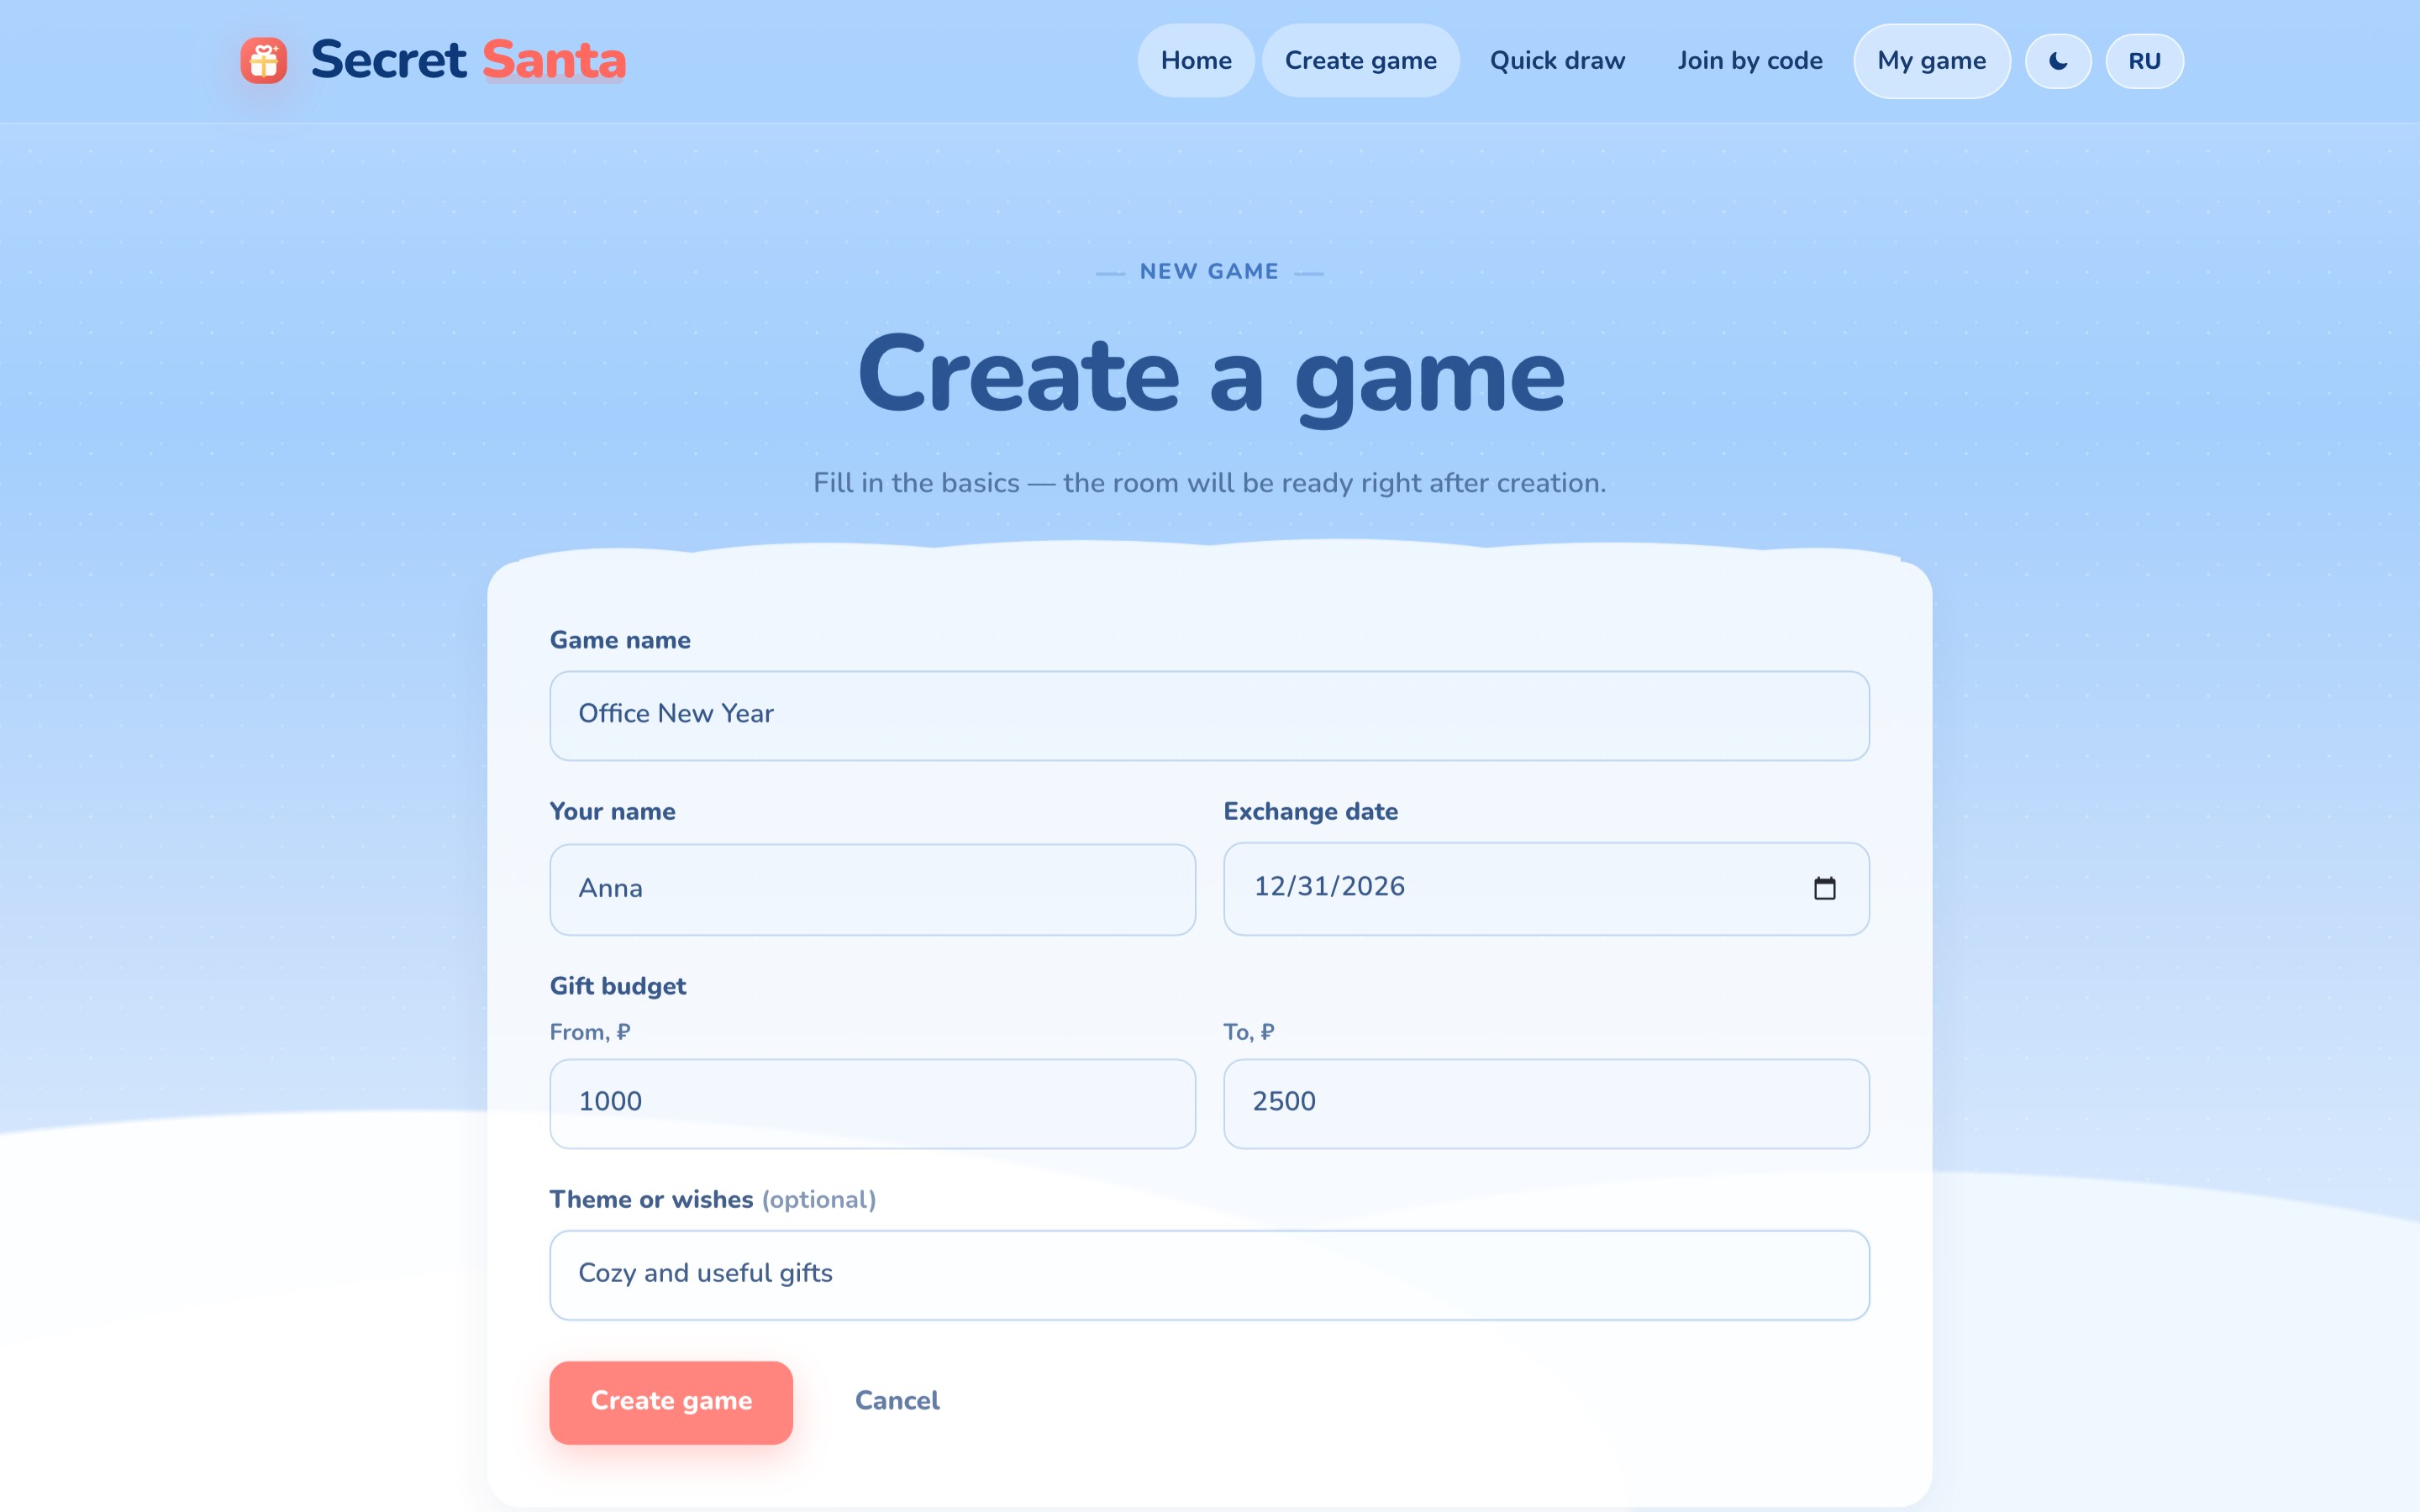 Secret Santa
Home Create game Quick draw Join by code My game RU
NEW GAME
Create a game
Fill in the basics — the room will be ready right after creation.
Game name
Office New Year
Your name Exchange date
Anna 12/31/2026
Gift budget
From, ₽ To, ₽
1000 2500
Theme or wishes (optional)
Cozy and useful gifts
Create game Cancel